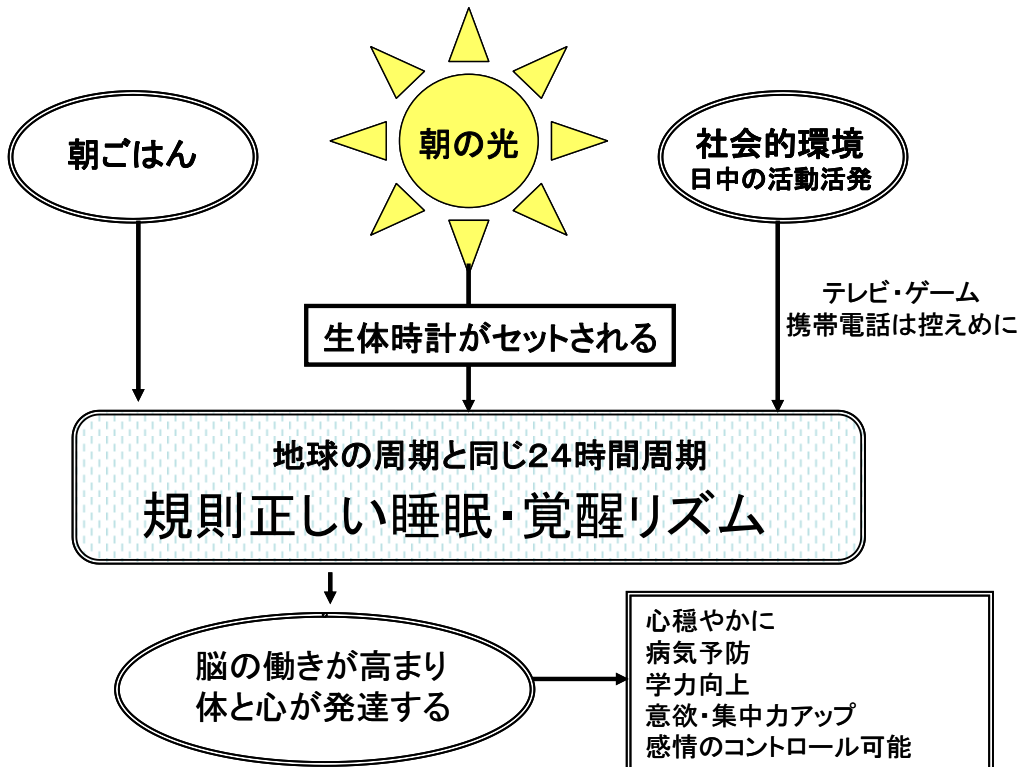 朝ごはん
朝の光
社会的環境
日中の活動活発
テレビ・ゲーム
携帯電話は控えめに
生体時計がセットされる
地球の周期と同じ24時間周期
規則正しい睡眠・覚醒リズム
脳の働きが高まり
体と心が発達する
心穏やかに
病気予防
学力向上
意欲・集中力アップ
感情のコントロール可能